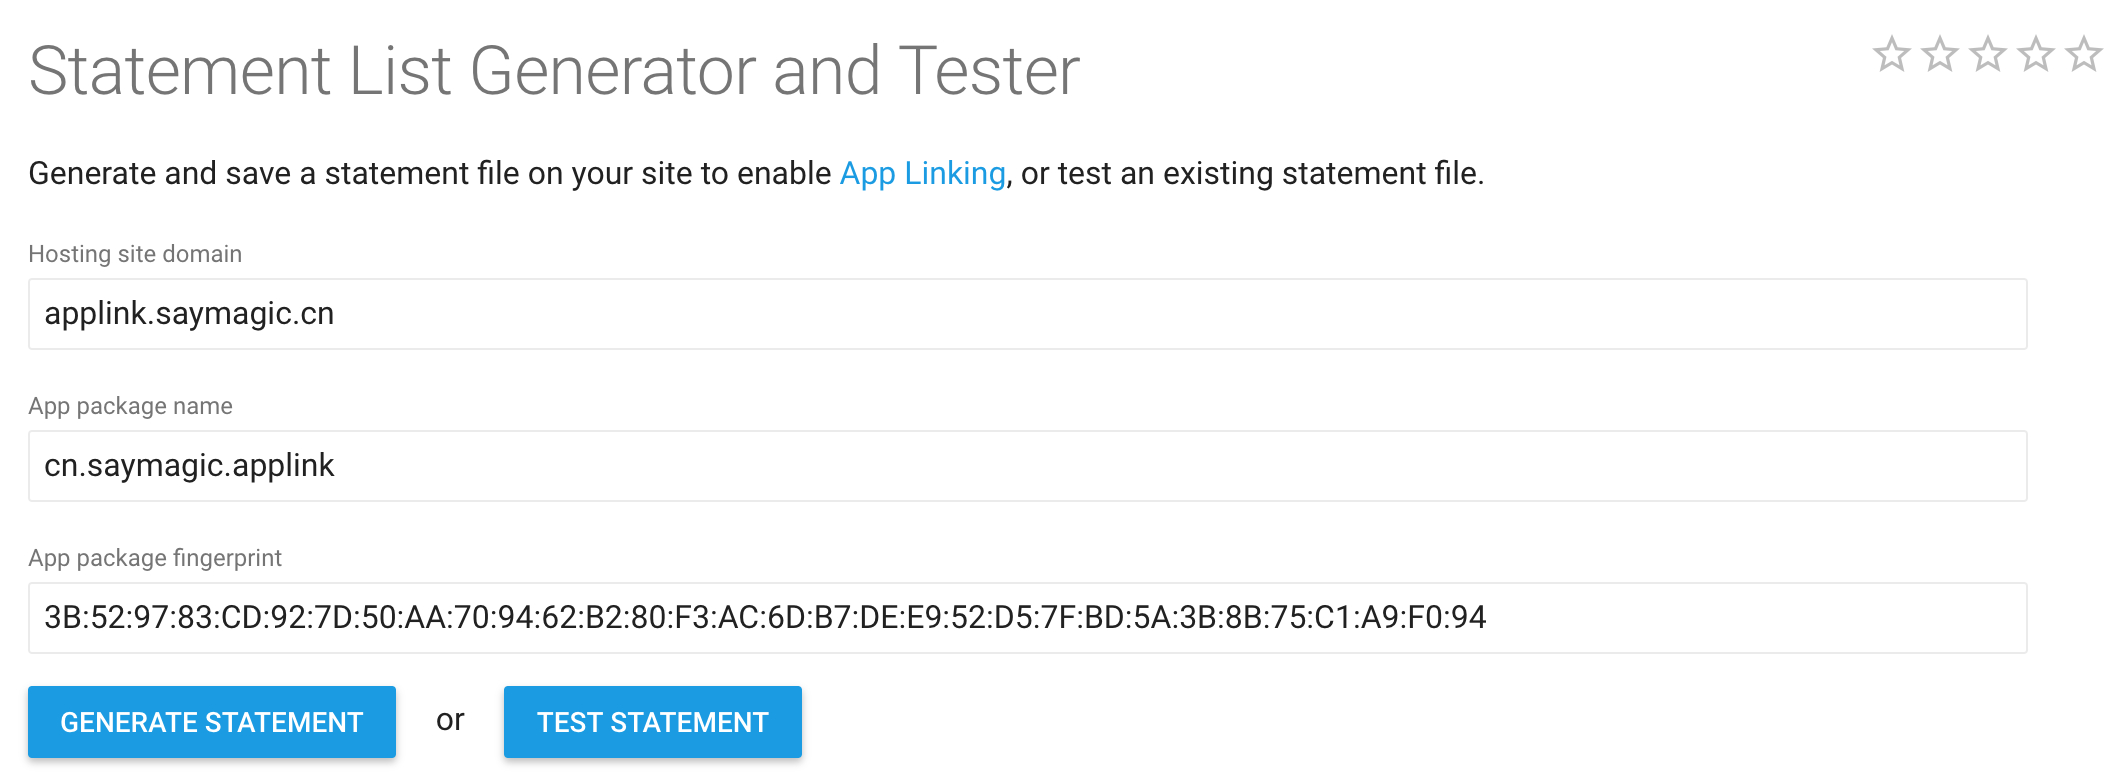 Statement List Generator and Tester
Generate and save a statement file on your site to enable App Linking, or test an existing statement file.
Hosting site domain
applink.saymagic.cn
App package name
cn.saymagic.applink
App package fingerprint
3B:52:97:83:CD:92:7D:50:AA:70:94:62:B2:80:F3:AC:6D:B7:DE:E9:52:D5:7F:BD:5A:3B:8B:75:C1:A9:F0:94
GENERATE STATEMENT or TEST STATEMENT